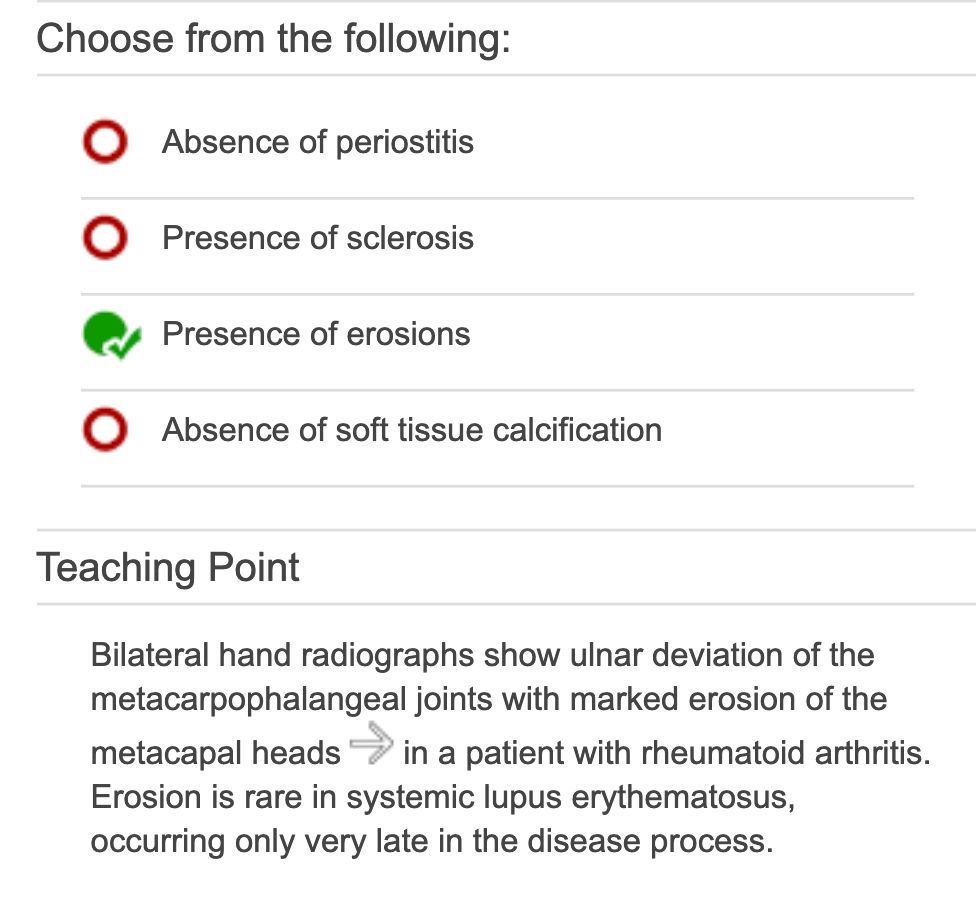 Choose from the following:
Absence of periostitis
Presence of sclerosis
Presence of erosions
Absence of soft tissue calcification
Teaching Point
Bilateral hand radiographs show ulnar deviation of the
metacarpophalangeal joints with marked erosion of the
metacapal heads in a patient with rheumatoid arthritis.
Erosion is rare in systemic lupus erythematosus,
occurring only very late in the disease process.